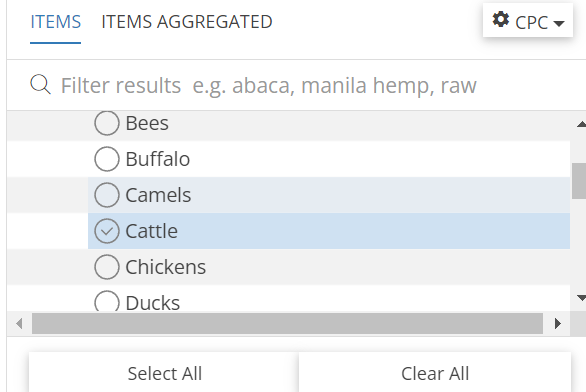 ITEMS ITEMS AGGREGATED CPC
Filter results e.g. abaca, manila hemp, raw
Bees
Buffalo
Camels
Cattle
Chickens
Ducks
Select All Clear All